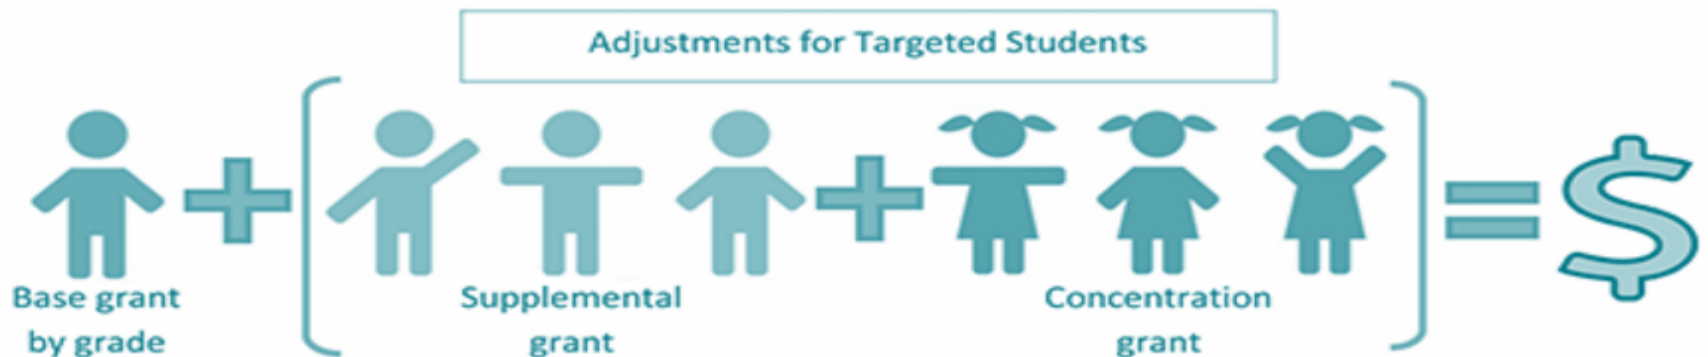 Adjustments for Targeted Students
Base grant
by grade
Supplemental
grant
Concentration
grant